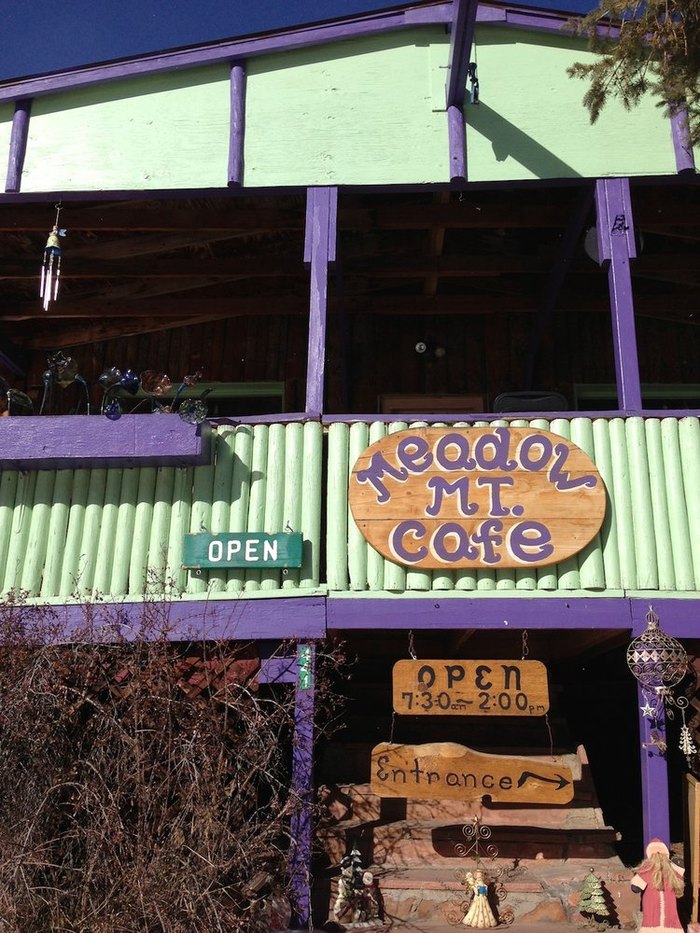 Meadow
MT.
Cafe
OPEN
OPEN
7:30am~2:00pm
Entrance